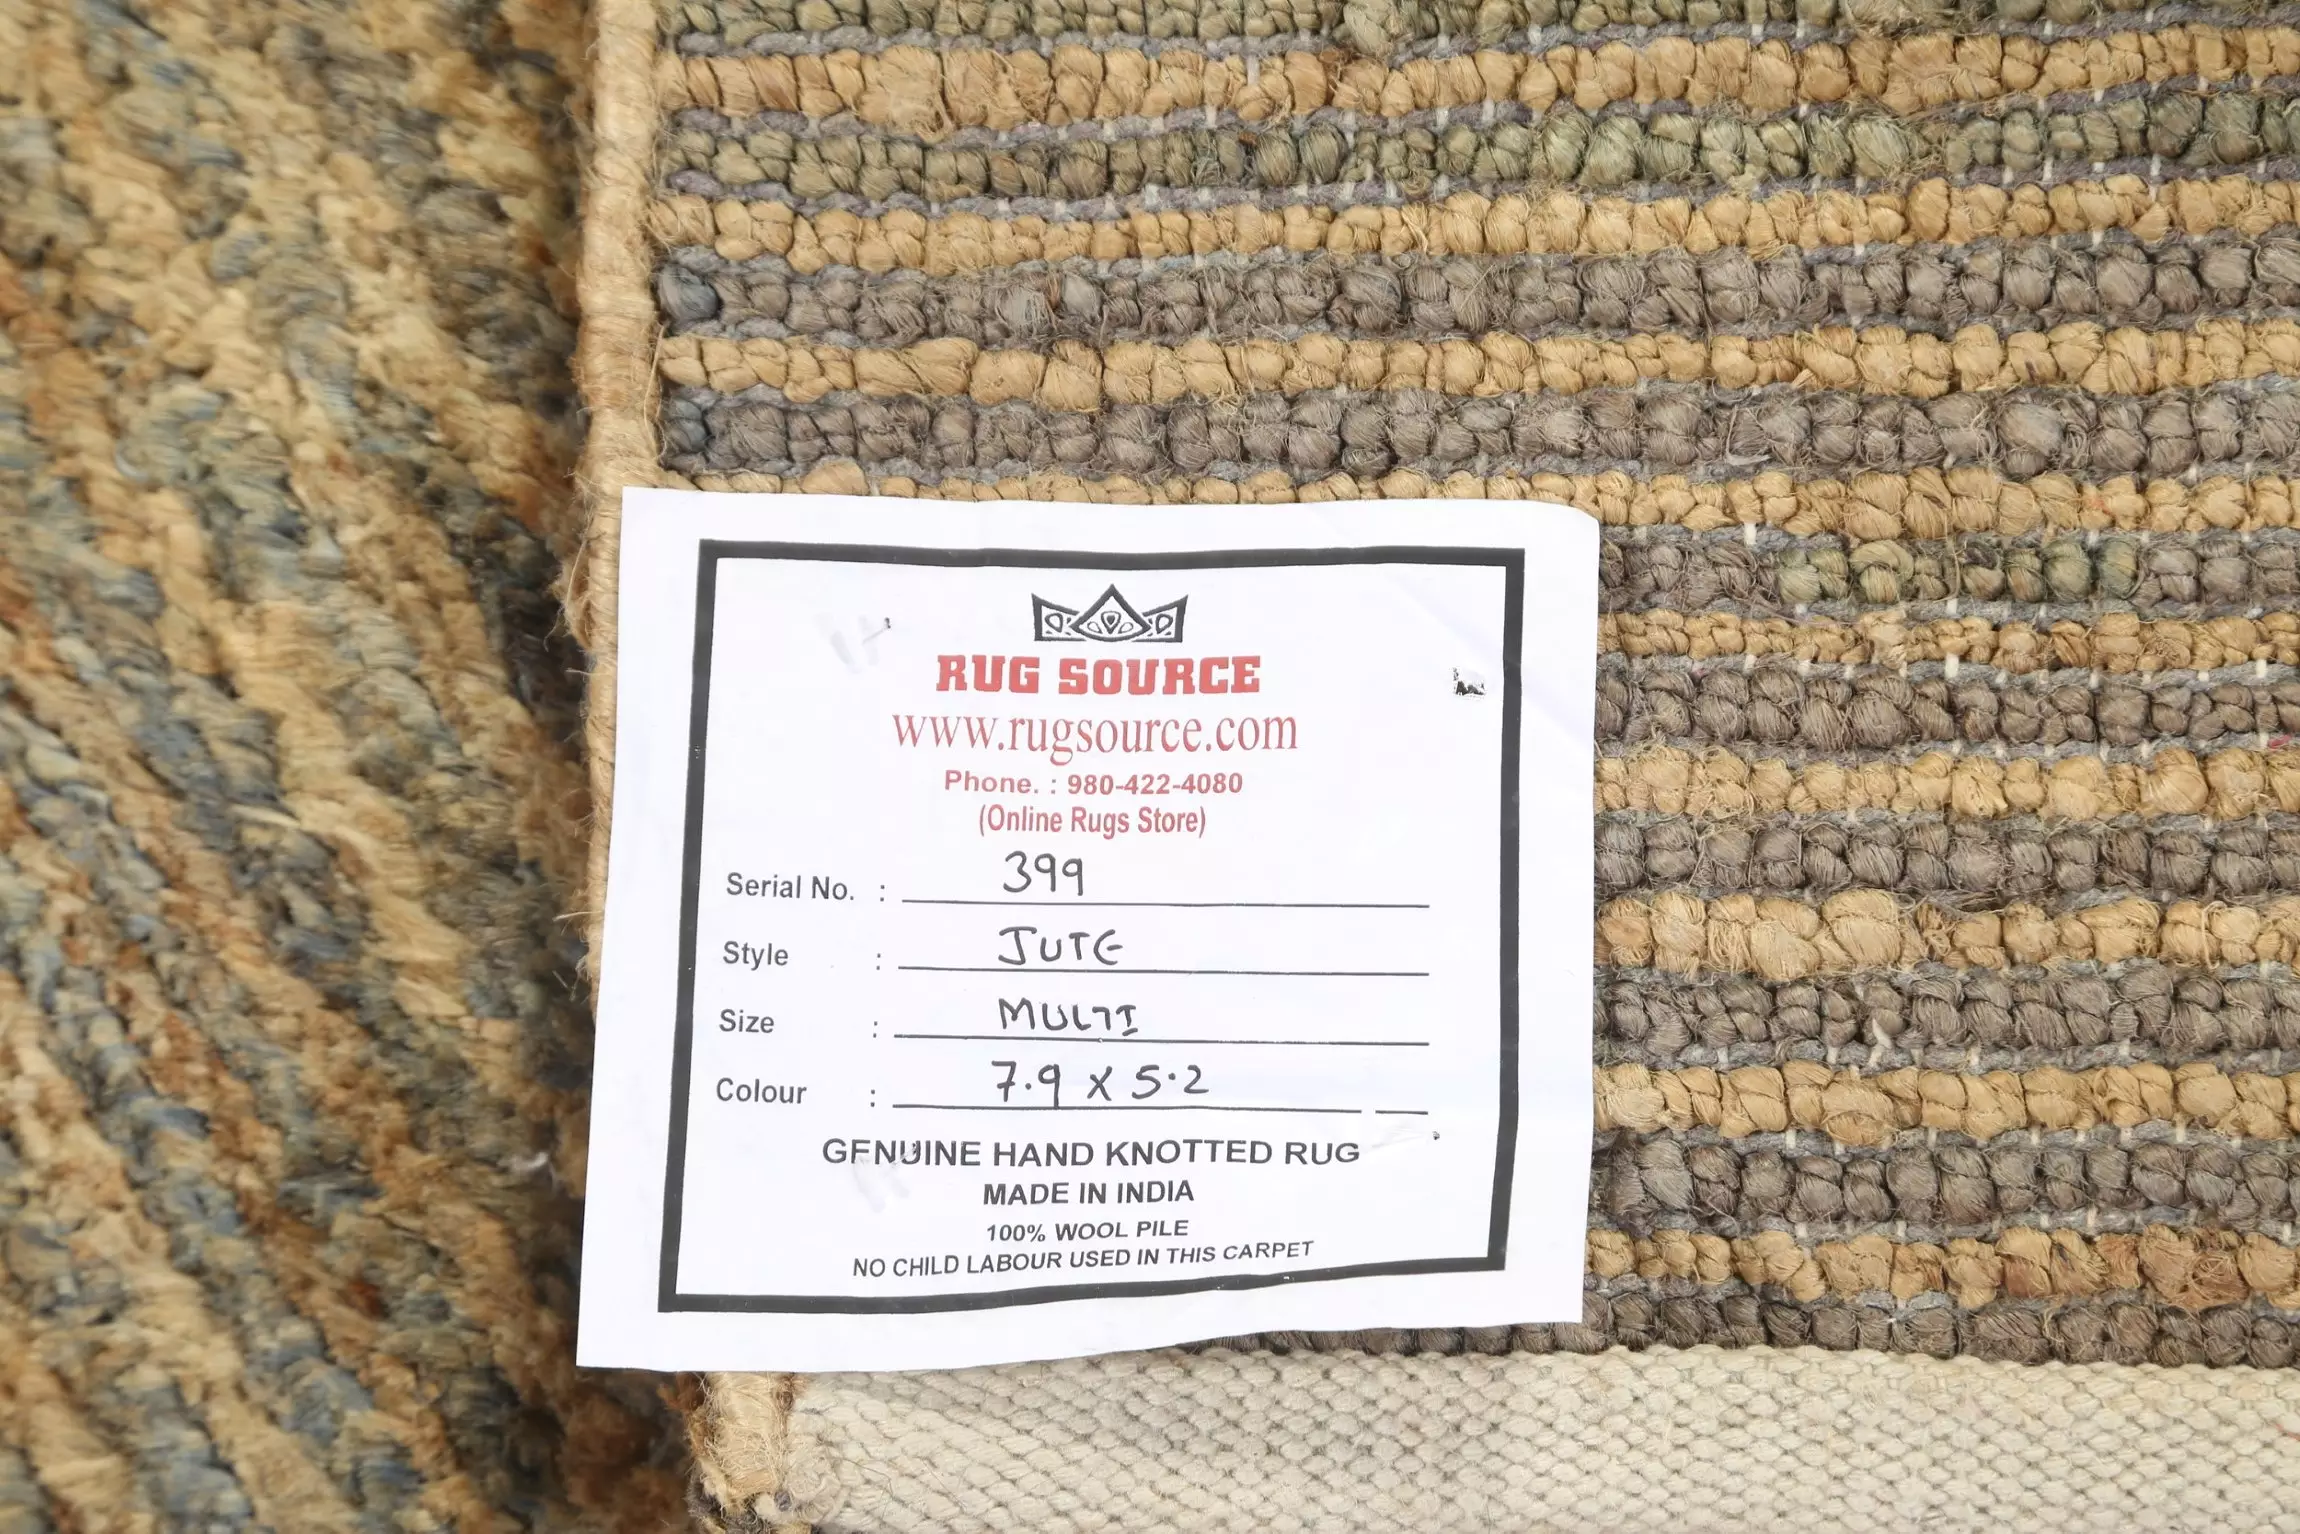 RUG SOURCE
www.rugsource.com
Phone. : 980-422-4080
(Online Rugs Store)
Serial No. : 399
Style : JUTE
Size : MULTI
Colour : 7.9 X 5.2
GENUINE HAND KNOTTED RUG
MADE IN INDIA
100% WOOL PILE
NO CHILD LABOUR USED IN THIS CARPET